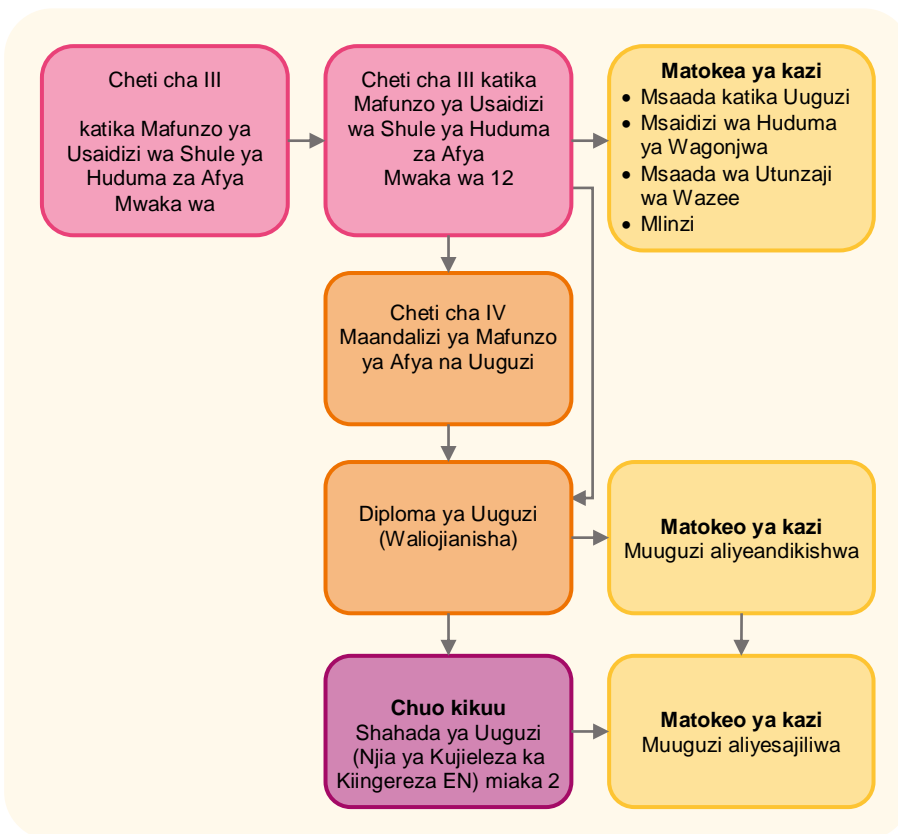 Cheti cha III
katika Mafunzo ya
Usaidizi wa Shule ya
Huduma za Afya
Mwaka wa
Cheti cha III katika
Mafunzo ya Usaidizi
wa Shule ya Huduma
za Afya
Mwaka wa 12
Matokea ya kazi
• Msaada katika Uuguzi
• Msaidizi wa Huduma
ya Wagonjwa
• Msaada wa Utunzaji
wa Wazee
• Mlinzi
Cheti cha IV
Maandalizi ya Mafunzo
ya Afya na Uuguzi
Diploma ya Uuguzi
(Waliojianisha)
Matokeo ya kazi
Muuguzi aliyeandikishwa
Chuo kikuu
Shahada ya Uuguzi
(Njia ya Kujieleza ka
Kiingereza EN) miaka 2
Matokeo ya kazi
Muuguzi aliyesajiliwa